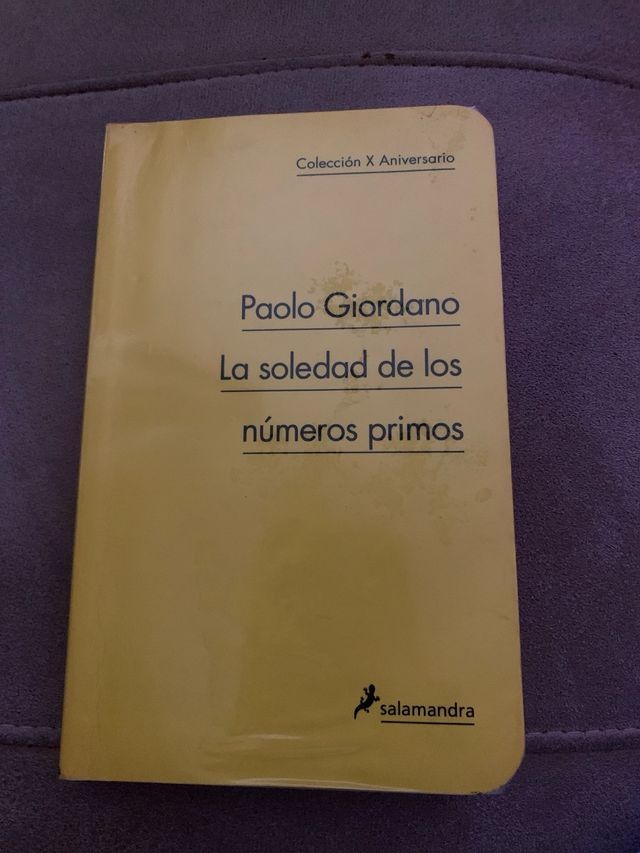 Colección X Aniversario
Paolo Giordano
La soledad de los
números primos
salamandra